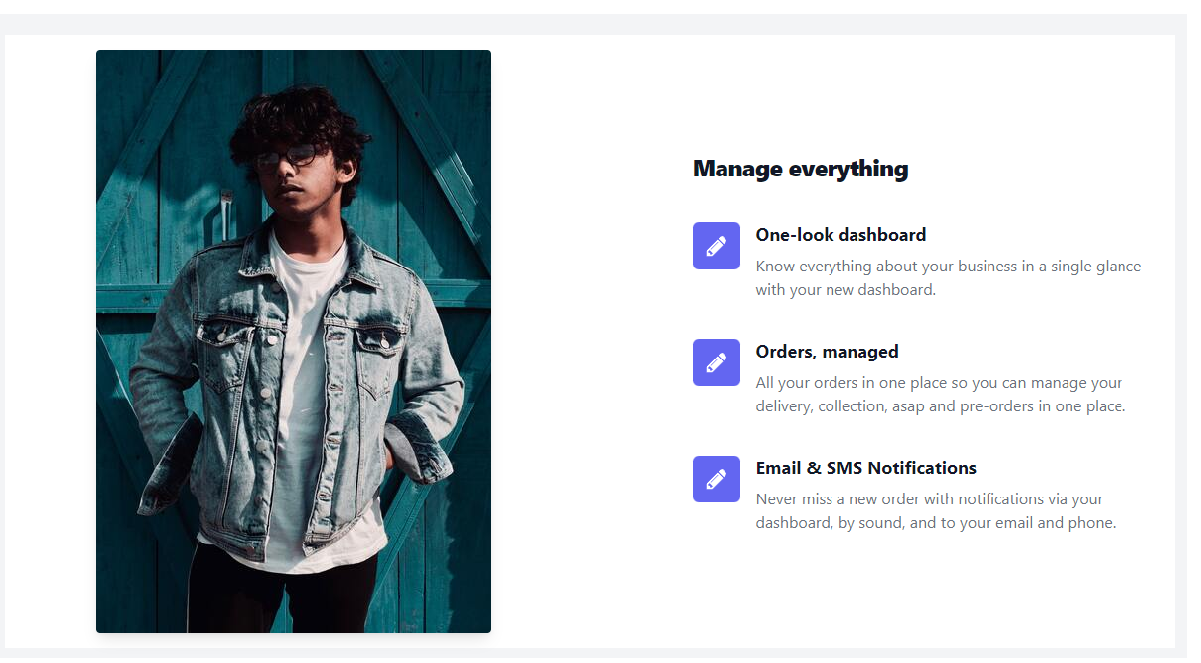 Manage everything
One-look dashboard
Know everything about your business in a single glance
with your new dashboard.
Orders, managed
All your orders in one place so you can manage your
delivery, collection, asap and pre-orders in one place.
Email & SMS Notifications
Never miss a new order with notifications via your
dashboard, by sound, and to your email and phone.